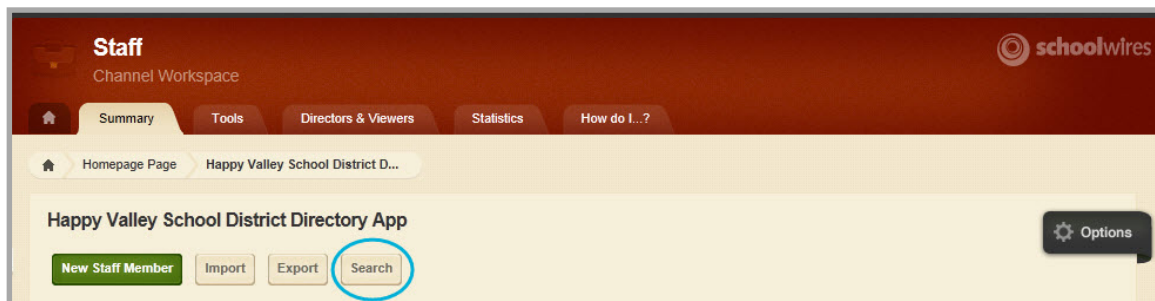 Staff
Channel Workspace
schoolwires
Summary Tools Directors & Viewers Statistics How do I...?
Homepage Page Happy Valley School District D...
Happy Valley School District Directory App
Options
New Staff Member Import Export Search